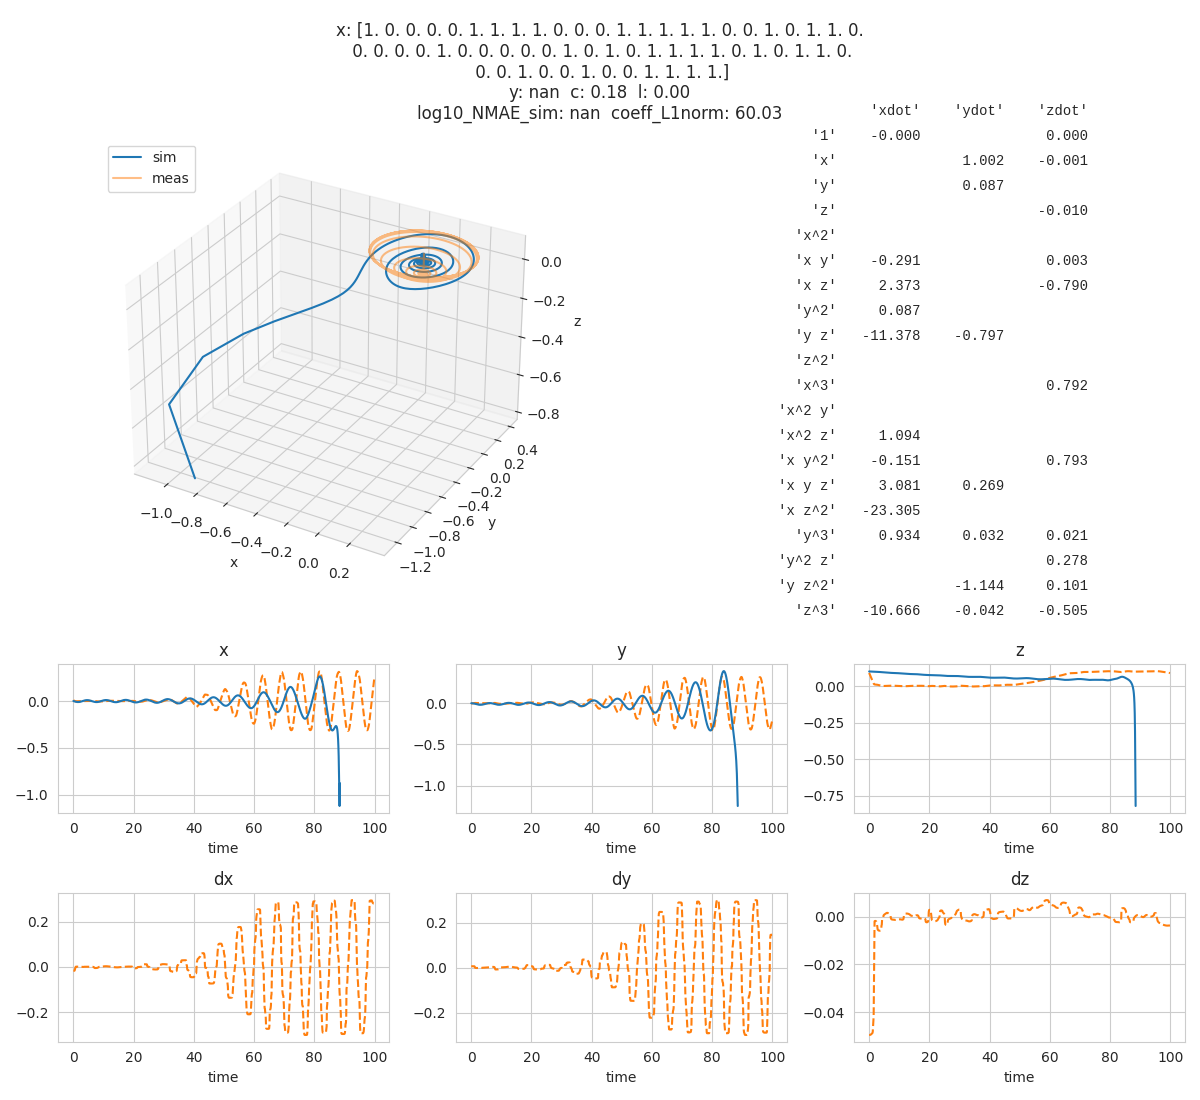 x: [1. 0. 0. 0. 0. 1. 1. 1. 1. 0. 0. 0. 1. 1. 1. 1. 1. 0. 0. 1. 0. 1. 1. 0.
0. 0. 0. 0. 1. 0. 0. 0. 0. 0. 1. 0. 1. 0. 1. 1. 1. 1. 0. 1. 0. 1. 1. 0.
0. 0. 1. 0. 0. 1. 0. 0. 1. 1. 1. 1.]
y: nan c: 0.18 l: 0.00
log10_NMAE_sim: nan coeff_L1norm: 60.03
sim
meas
0.0
−0.2
−0.4
−0.6
−0.8
z
0.4
0.2
0.0
−0.2
−0.4
−0.6
−0.8
−1.0
−1.2
y
−1.0
−0.8
−0.6
−0.4
−0.2
0.0
0.2
x
'xdot' 'ydot' 'zdot'
'1' -0.000 0.000
'x' 1.002 -0.001
'y' 0.087
'z' -0.010
'x^2'
'x y' -0.291 0.003
'x z' 2.373 -0.790
'y^2' 0.087
'y z' -11.378 -0.797
'z^2'
'x^3' 0.792
'x^2 y'
'x^2 z' 1.094
'x y^2' -0.151 0.793
'x y z' 3.081 0.269
'x z^2' -23.305
'y^3' 0.934 0.032 0.021
'y^2 z' 0.278
'y z^2' -1.144 0.101
'z^3' -10.666 -0.042 -0.505
x
0.0
−0.5
−1.0
0 20 40 60 80 100
time
y
0.0
−0.5
−1.0
0 20 40 60 80 100
time
z
0.00
−0.25
−0.50
−0.75
0 20 40 60 80 100
time
dx
0.2
0.0
−0.2
0 20 40 60 80 100
time
dy
0.2
0.0
−0.2
0 20 40 60 80 100
time
dz
0.00
−0.02
−0.04
0 20 40 60 80 100
time